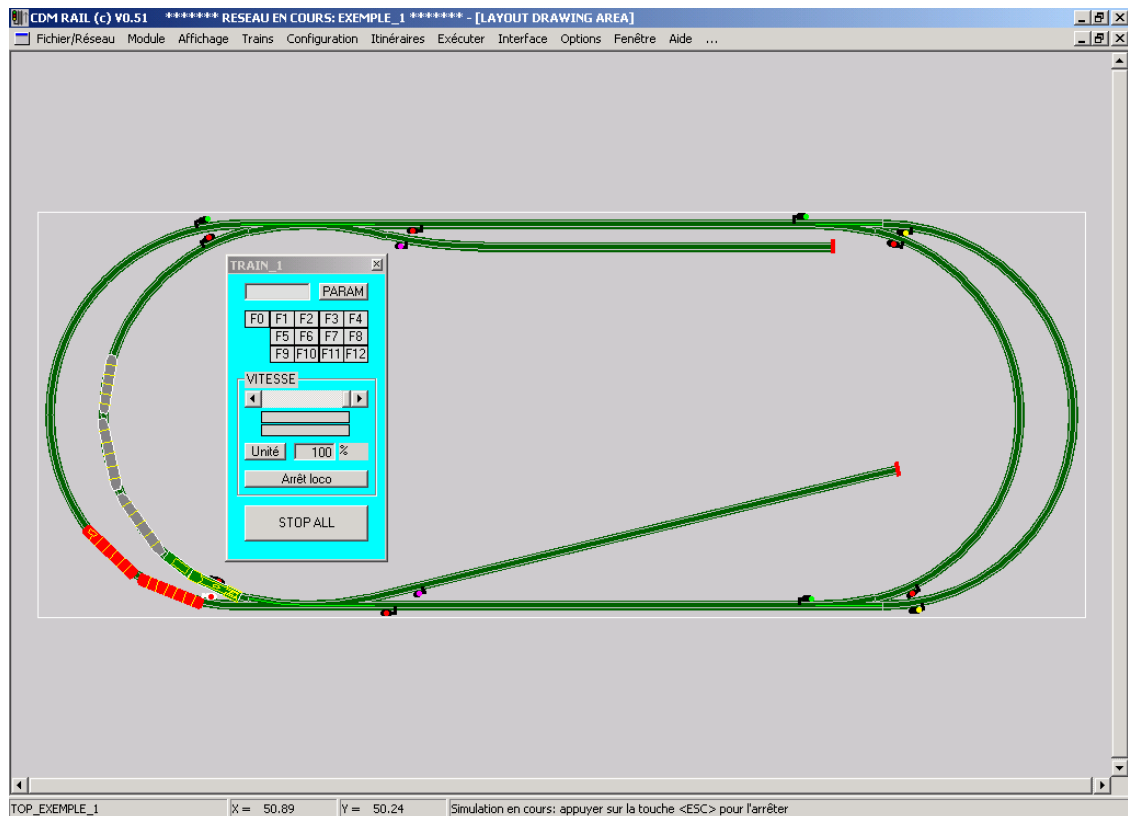 CDM RAIL (c) V0.51 ******* RESEAU EN COURS: EXEMPLE_1 ******* - [LAYOUT DRAWING AREA]
Fichier/Réseau Module Affichage Trains Configuration Itinéraires Exécuter Interface Options Fenêtre Aide ...
TRAIN_1
PARAM
F0 F1 F2 F3 F4
F5 F6 F7 F8
F9 F10 F11 F12
VITESSE
Unité 100 %
Arrêt loco
STOP ALL
TOP_EXEMPLE_1 X = 50.89 Y = 50.24 Simulation en cours: appuyer sur la touche <ESC> pour l'arrêter